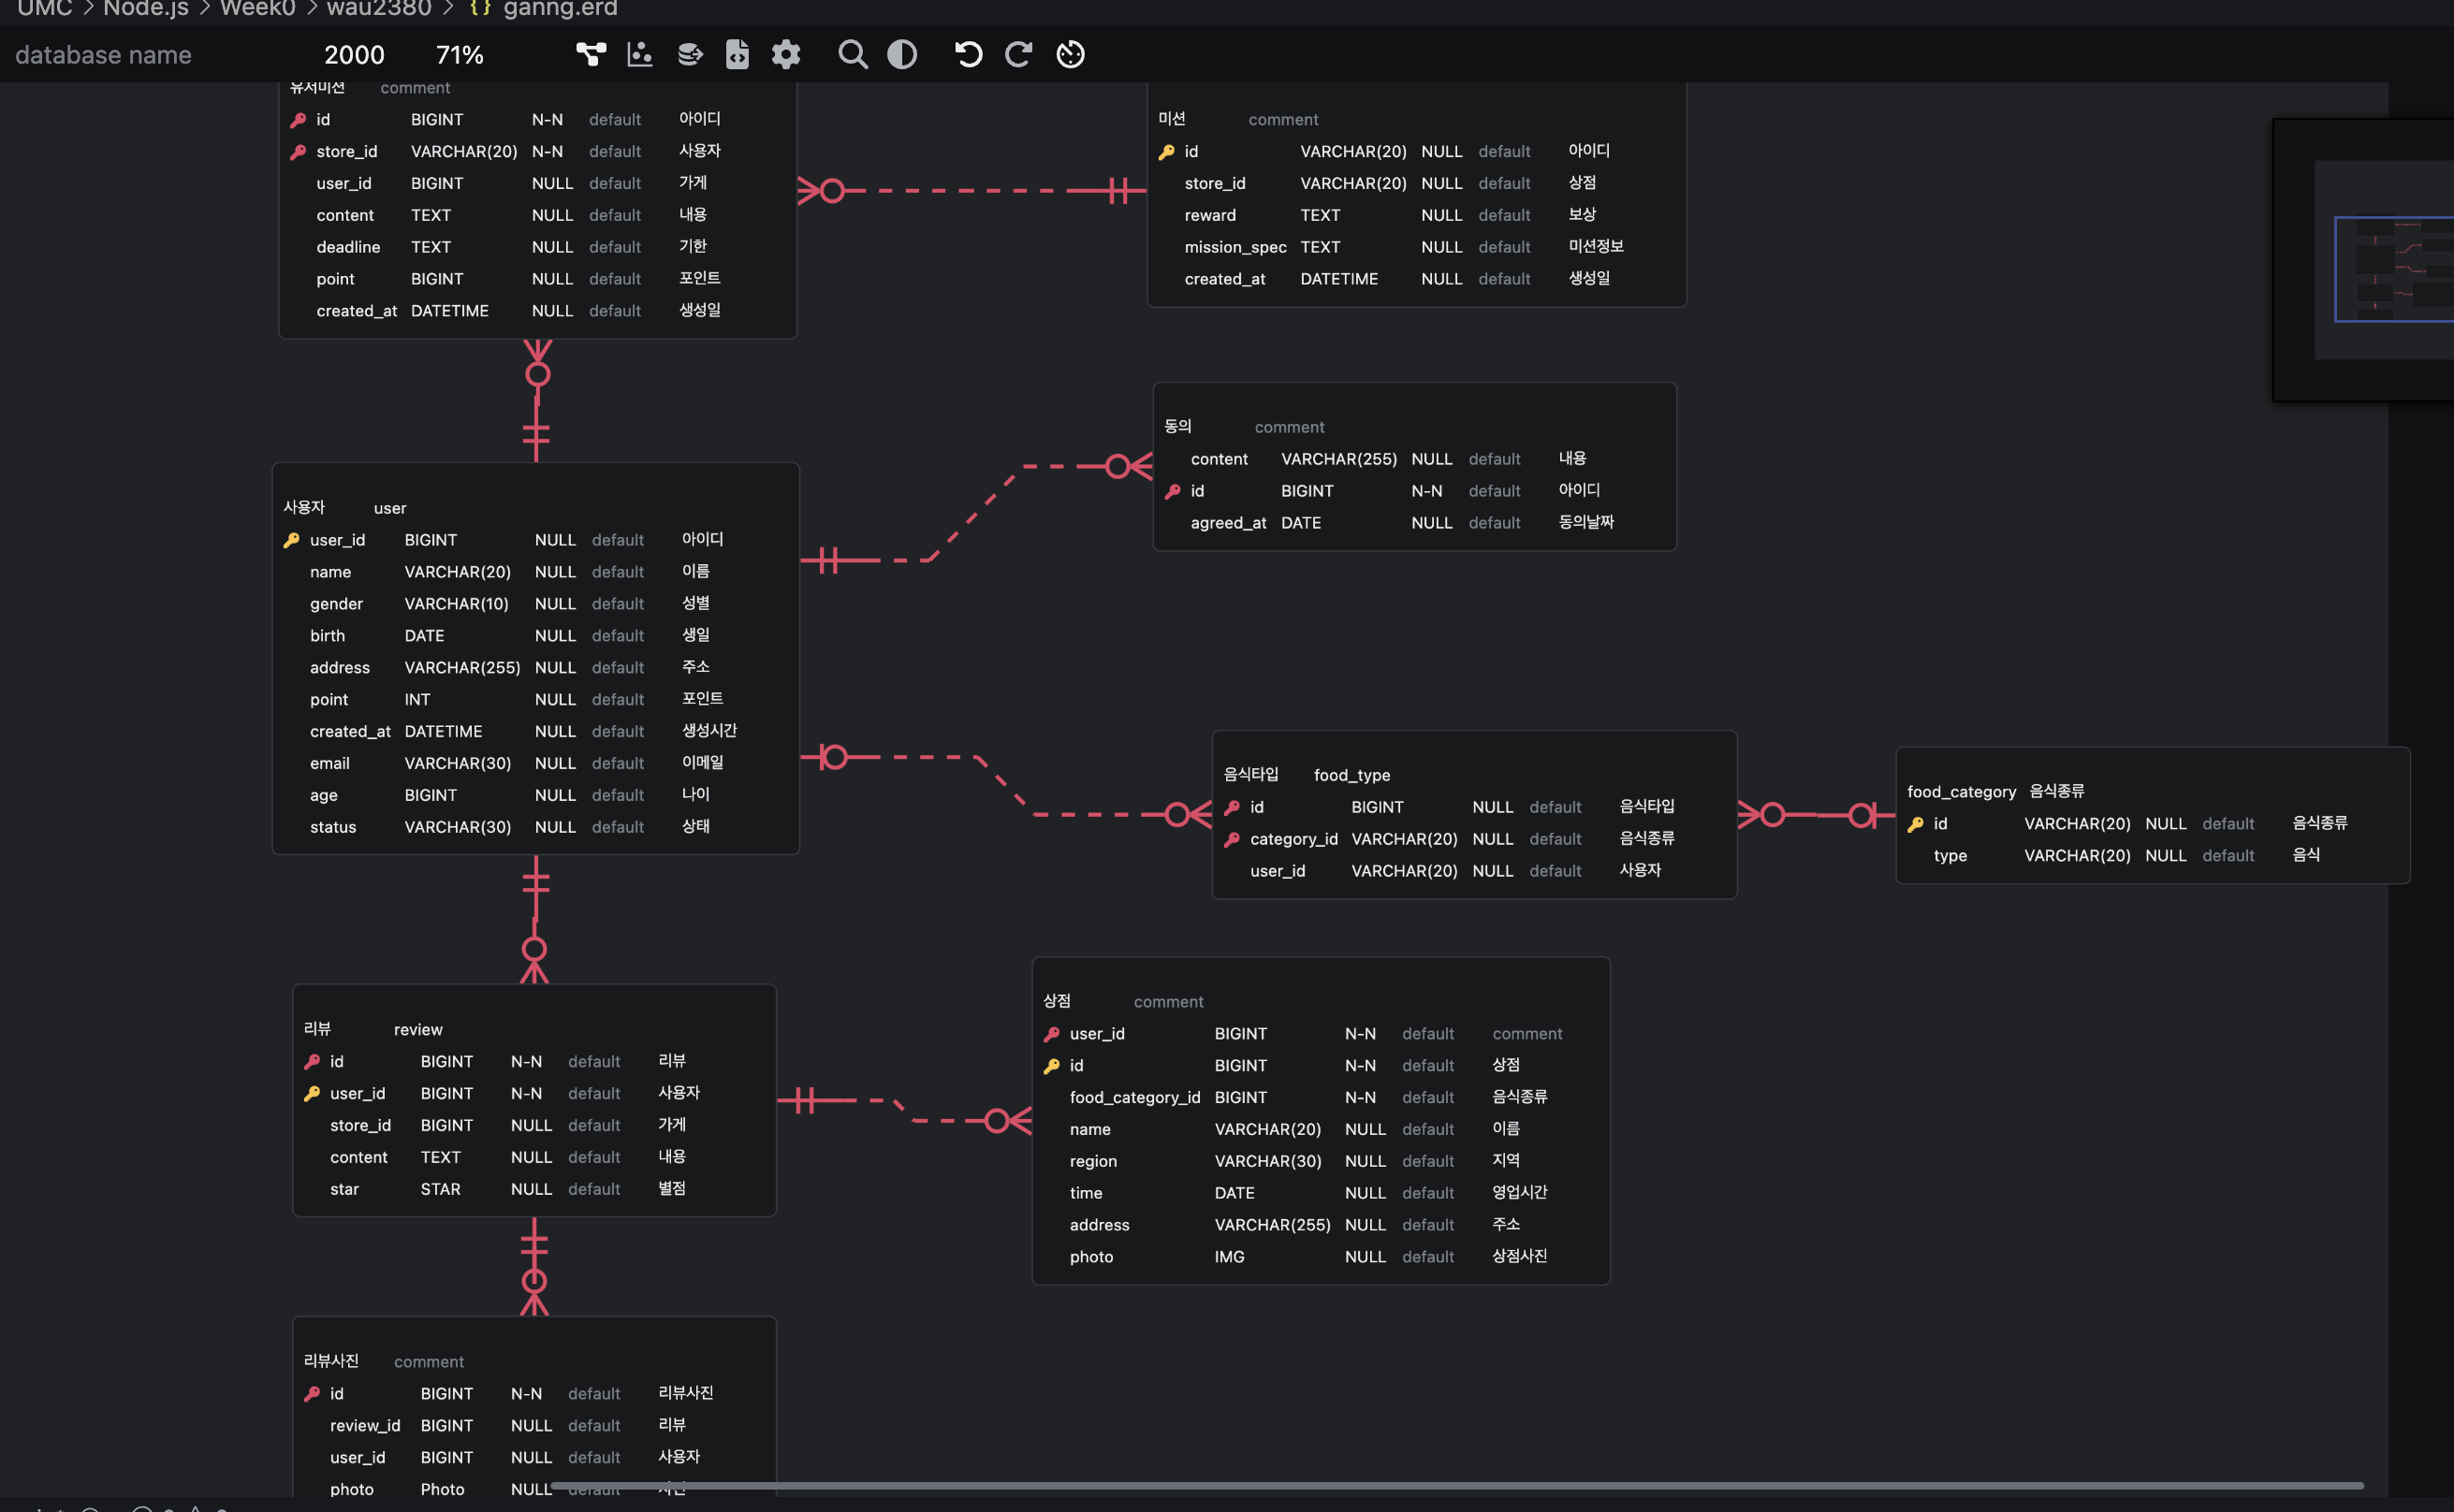 UMC > Node.js > Week0 > wau2380 > {} ganng.erd
database name 2000 71%
유저미션 comment
id BIGINT N-N default 아이디
store_id VARCHAR(20) N-N default 사용자
user_id BIGINT NULL default 가게
content TEXT NULL default 내용
deadline TEXT NULL default 기한
point BIGINT NULL default 포인트
created_at DATETIME NULL default 생성일
미션 comment
id VARCHAR(20) NULL default 아이디
store_id VARCHAR(20) NULL default 상점
reward TEXT NULL default 보상
mission_spec TEXT NULL default 미션정보
created_at DATETIME NULL default 생성일
동의 comment
content VARCHAR(255) NULL default 내용
id BIGINT N-N default 아이디
agreed_at DATE NULL default 동의날짜
사용자 user
user_id BIGINT NULL default 아이디
name VARCHAR(20) NULL default 이름
gender VARCHAR(10) NULL default 성별
birth DATE NULL default 생일
address VARCHAR(255) NULL default 주소
point INT NULL default 포인트
created_at DATETIME NULL default 생성시간
email VARCHAR(30) NULL default 이메일
age BIGINT NULL default 나이
status VARCHAR(30) NULL default 상태
음식타입 food_type
id BIGINT NULL default 음식타입
category_id VARCHAR(20) NULL default 음식종류
user_id VARCHAR(20) NULL default 사용자
food_category 음식종류
id VARCHAR(20) NULL default 음식종류
type VARCHAR(20) NULL default 음식
리뷰 review
id BIGINT N-N default 리뷰
user_id BIGINT N-N default 사용자
store_id BIGINT NULL default 가게
content TEXT NULL default 내용
star STAR NULL default 별점
상점 comment
user_id BIGINT N-N default comment
id BIGINT N-N default 상점
food_category_id BIGINT N-N default 음식종류
name VARCHAR(20) NULL default 이름
region VARCHAR(30) NULL default 지역
time DATE NULL default 영업시간
address VARCHAR(255) NULL default 주소
photo IMG NULL default 상점사진
리뷰사진 comment
id BIGINT N-N default 리뷰사진
review_id BIGINT NULL default 리뷰
user_id BIGINT NULL default 사용자
photo Photo NULL default